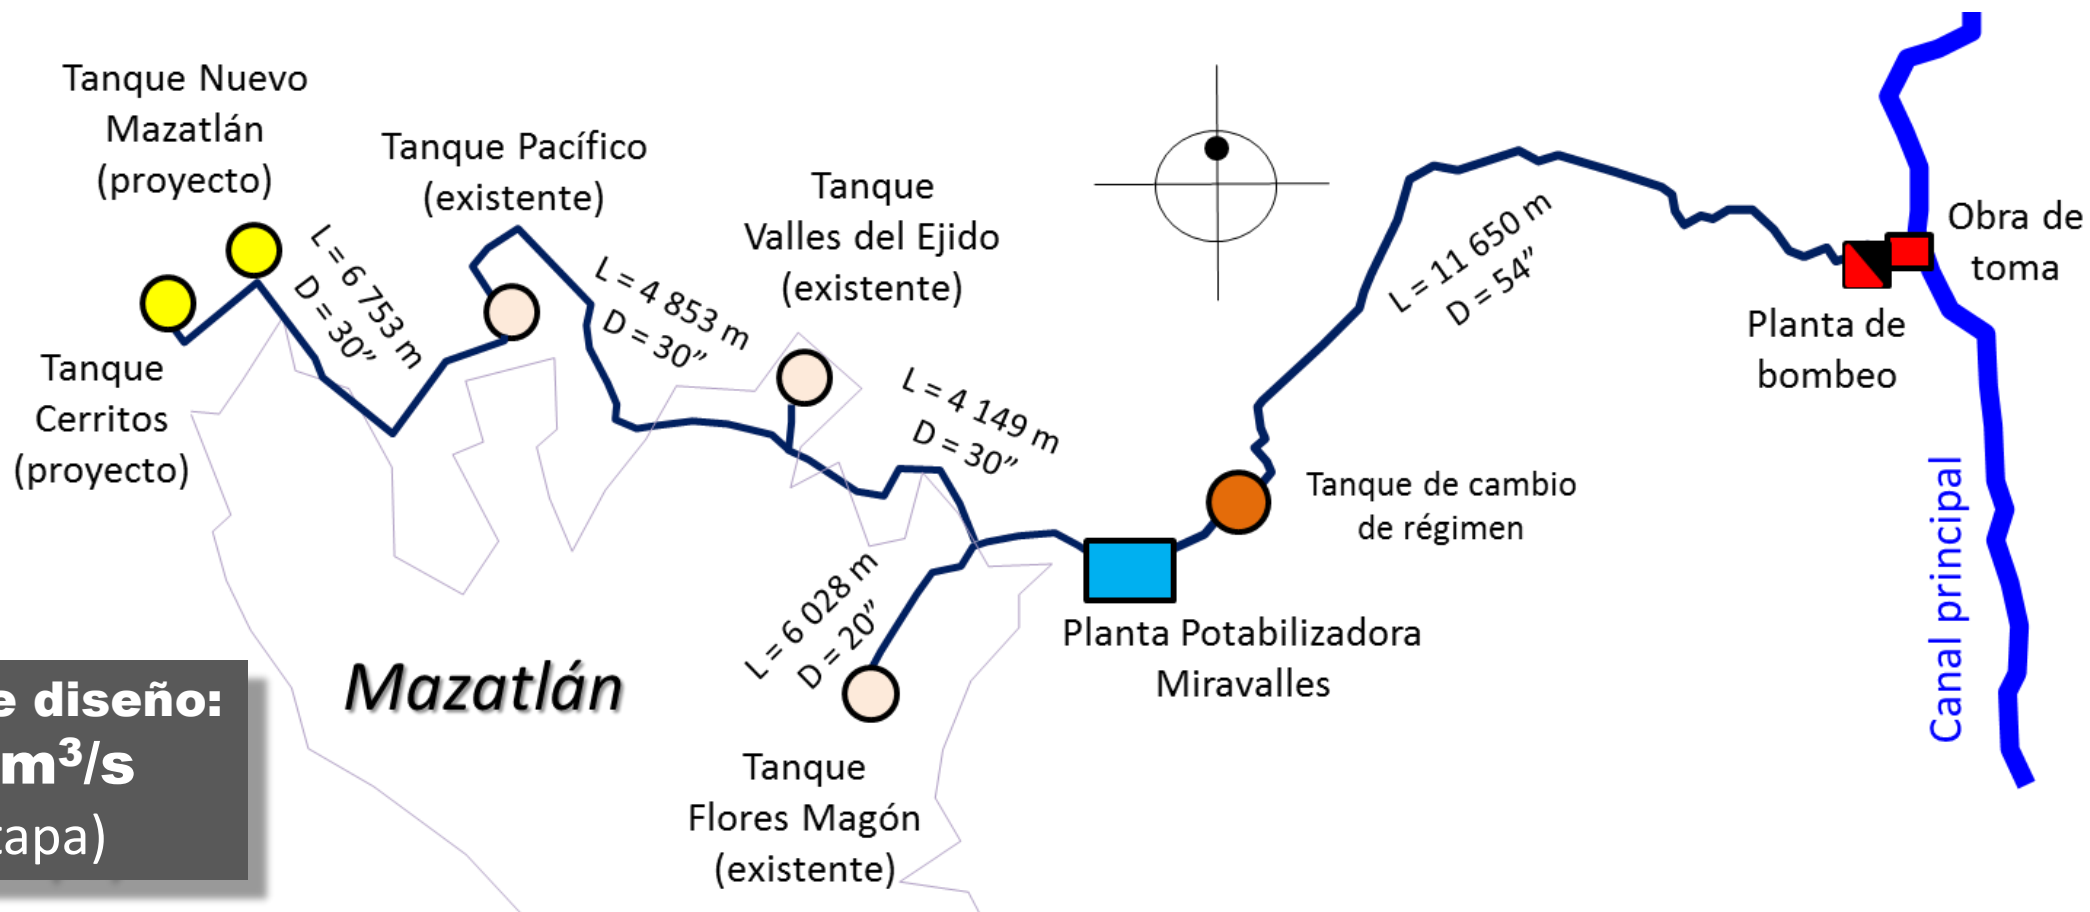 Tanque Nuevo
Mazatlán
(proyecto)
Tanque Pacífico
(existente)
Tanque
Valles del Ejido
(existente)
L = 6 753 m
D = 30”
L = 4 853 m
D = 30”
L = 4 149 m
D = 30”
L = 11 650 m
D = 54”
Obra de
toma
Planta de
bombeo
Tanque
Cerritos
(proyecto)
Tanque de cambio
de régimen
Canal principal
L = 6 028 m
D = 20”
Planta Potabilizadora
Miravalles
Mazatlán
e diseño:
m³/s
tapa)
Tanque
Flores Magón
(existente)